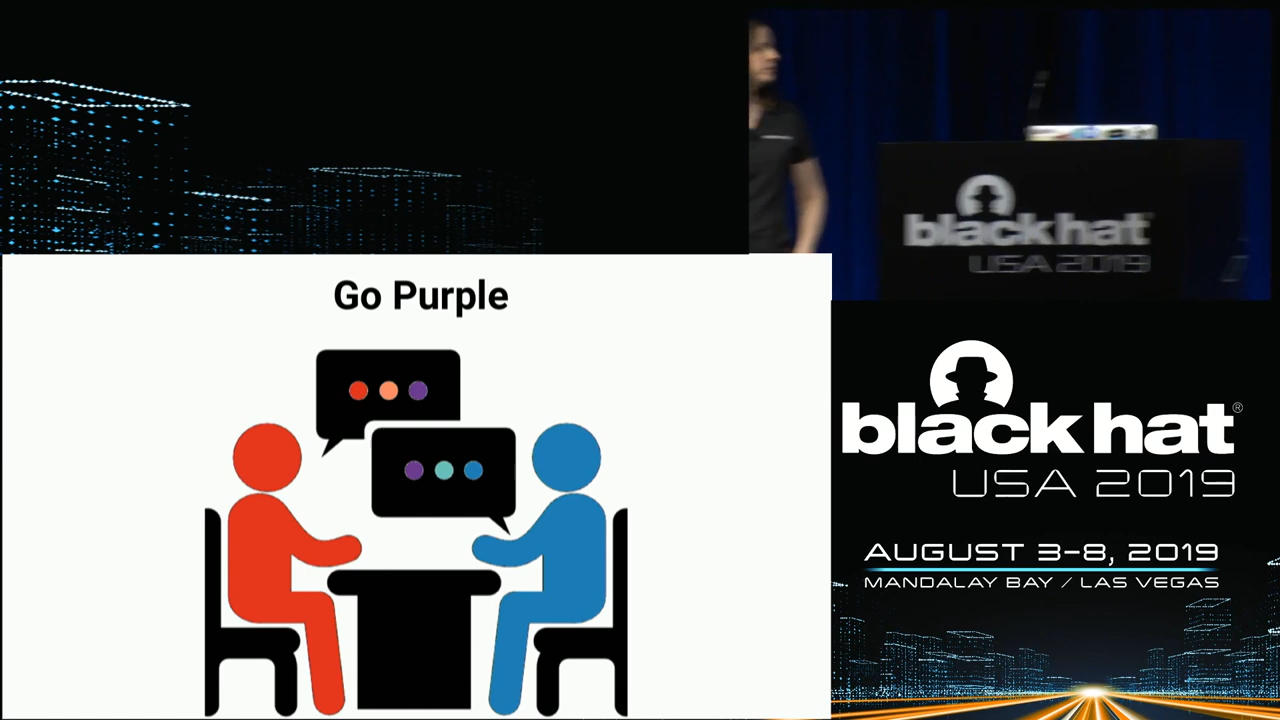 black hat
USA 2019
Go Purple
black hat®
USA 2019
AUGUST 3-8, 2019
MANDALAY BAY / LAS VEGAS